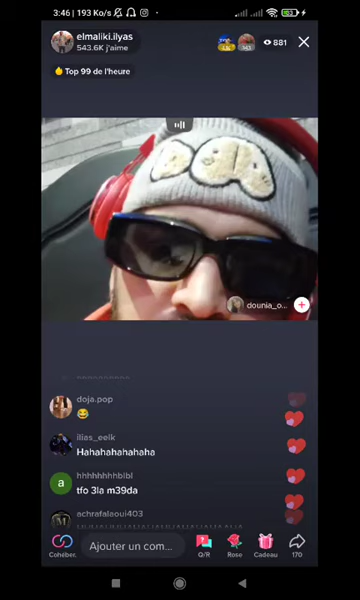 3:46 | 193 Ko/s
elmaliki.ilyas
543.6K j'aime
881
Top 99 de l'heure
dounia_o...
doja.pop
😂
ilias_eelk
Hahahahahahaha
a
hhhhhhhhblbl
tfo 3la m39da
achrafalaoui403
Cohéber.
Ajouter un com...
Q/R
Rose
Cadeau
170